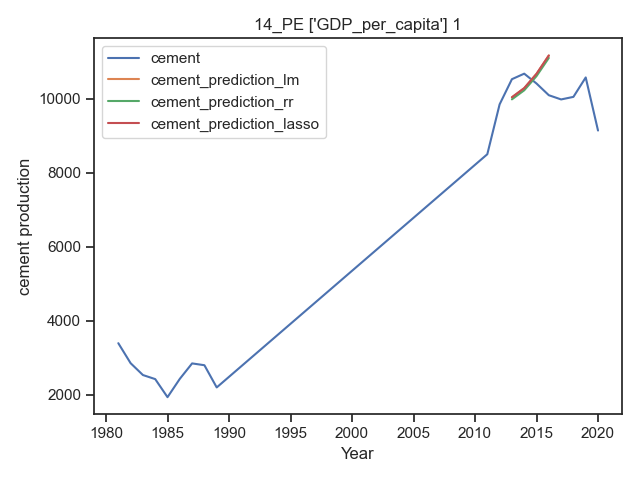 14_PE ['GDP_per_capita'] 1
cement
cement_prediction_lm
cement_prediction_rr
cement_prediction_lasso
cement production
10000
8000
6000
4000
2000
1980 1985 1990 1995 2000 2005 2010 2015 2020
Year